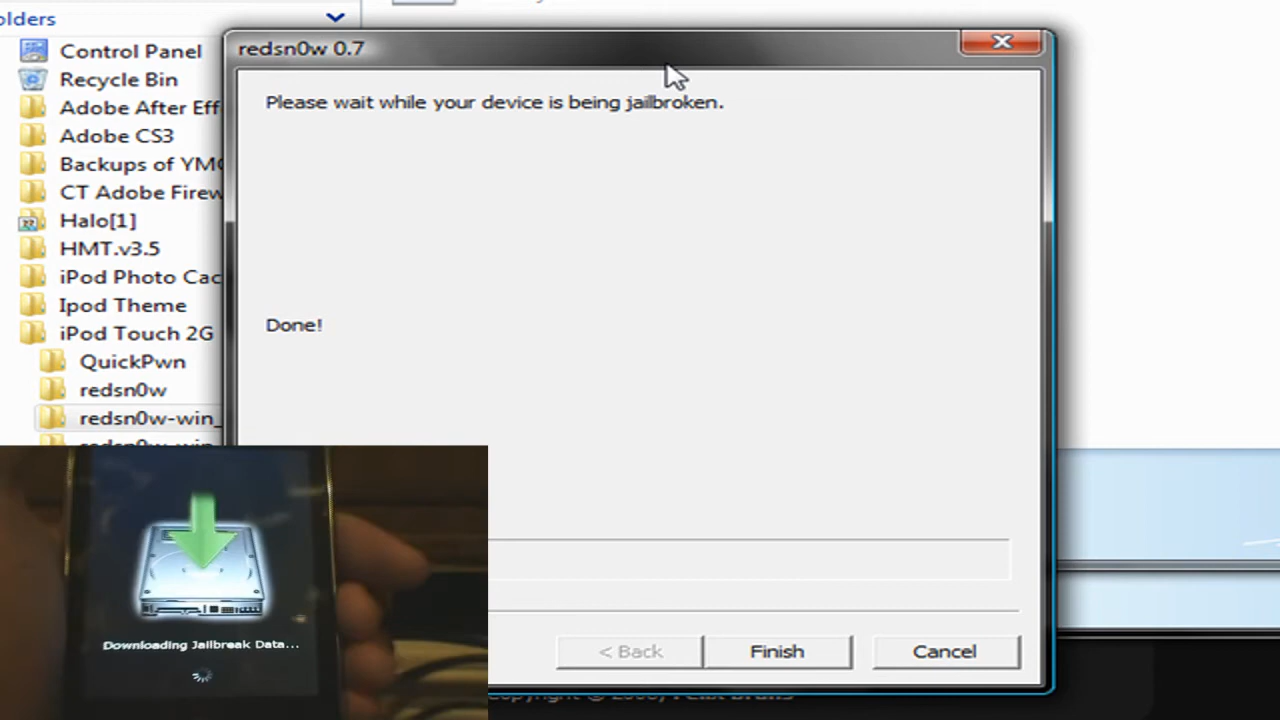 olders
Control Panel
Recycle Bin
Adobe After Eff
Adobe CS3
Backups of YM
CT Adobe Firew
Halo[1]
HMT.v3.5
iPod Photo Cac
Ipod Theme
iPod Touch 2G
QuickPwn
redsn0w
redsn0w-win_
redsn0w 0.7
Please wait while your device is being jailbroken.
Done!
< Back
Finish
Cancel
Downloading Jailbreak Data...